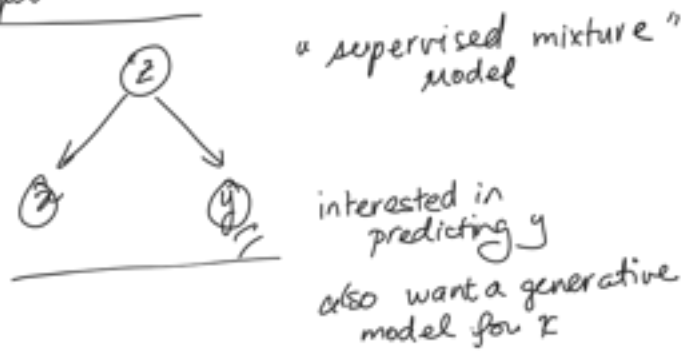 z
"supervised mixture"
model
x y
interested in
predicting y
also want a generative
model for x